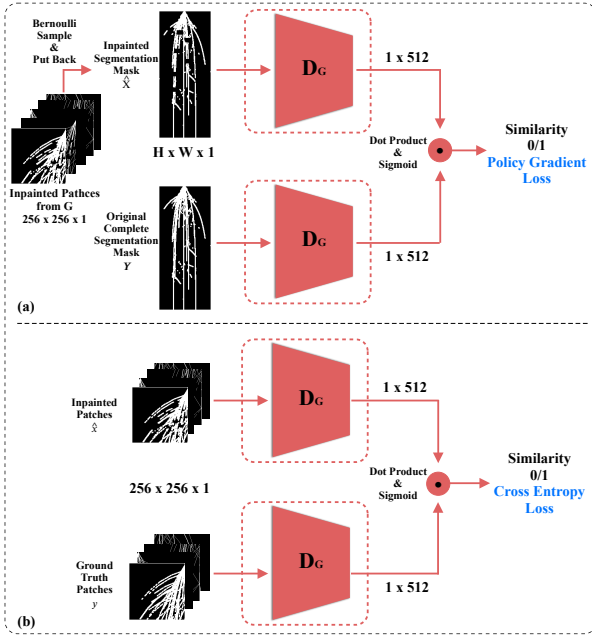 Bernoulli
Sample
&
Put Back
Inpainted
Segmentation
Mask
X̂
H x W x 1
Inpainted Pathces
from G
256 x 256 x 1
Original
Complete
Segmentation
Mask
Y
D_G
1 x 512
D_G
1 x 512
Dot Product
&
Sigmoid
Similarity
0/1
Policy Gradient
Loss
(a)
Inpainted
Patches
x̂
256 x 256 x 1
Ground
Truth
Patches
y
D_G
1 x 512
D_G
1 x 512
Dot Product
&
Sigmoid
Similarity
0/1
Cross Entropy
Loss
(b)